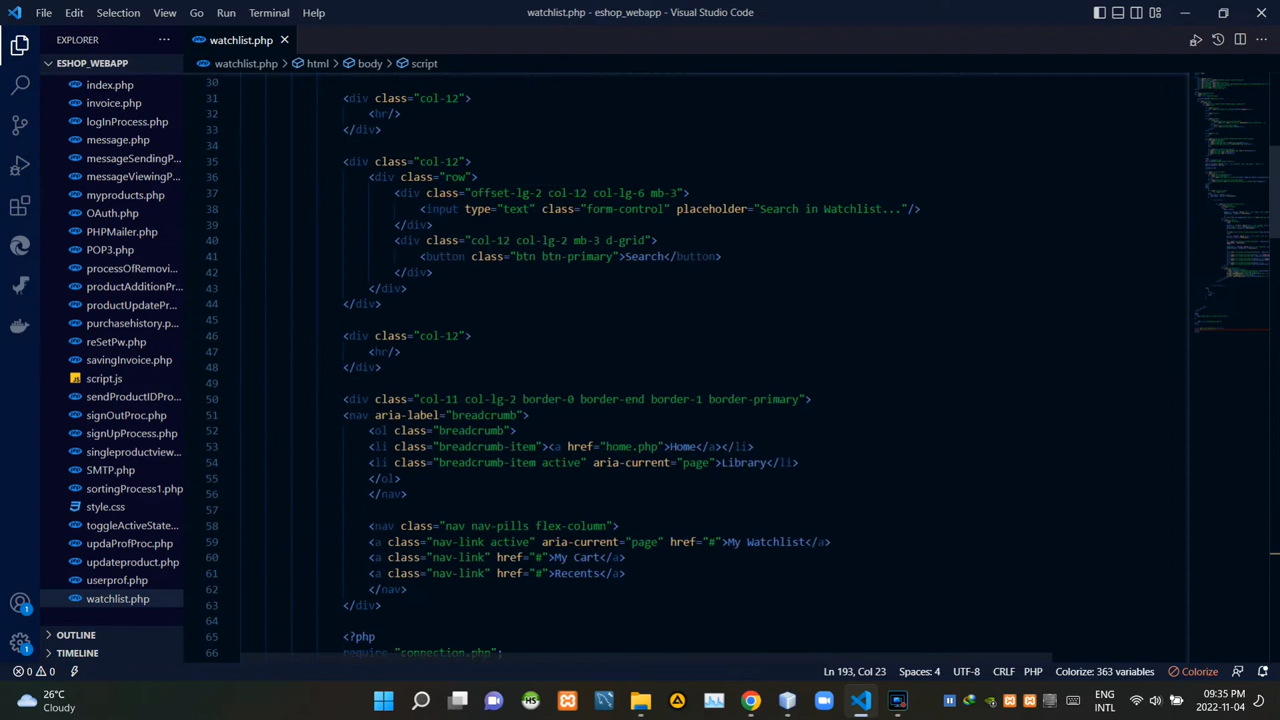 File Edit Selection View Go Run Terminal Help
watchlist.php - eshop_webapp - Visual Studio Code
EXPLORER
watchlist.php
ESHOP_WEBAPP
watchlist.php > html > body > script
index.php
invoice.php
logInProcess.php
message.php
messageSendingP...
messageViewingPr...
myproducts.php
OAuth.php
PHPMailer.php
POP3.php
processOfRemovi...
productAdditionPr...
productUpdatePr...
purchasehistory.p...
reSetPw.php
savingInvoice.php
script.js
sendProductIDPro...
signOutProc.php
signUpProcess.php
singleproductview...
SMTP.php
sortingProcess1.php
style.css
toggleActiveState...
updaProfProc.php
updateproduct.php
userprof.php
watchlist.php
OUTLINE
TIMELINE
30
31 <div class="col-12">
32 <hr/>
33 </div>
34
35 <div class="col-12">
36 <div class="row">
37 <div class="offset-lg-2 col-12 col-lg-6 mb-3">
38 <input type="text" class="form-control" placeholder="Search in Watchlist..."/>
39 </div>
40 <div class="col-12 col-lg-2 mb-3 d-grid">
41 <button class="btn btn-primary">Search</button>
42 </div>
43 </div>
44 </div>
45
46 <div class="col-12">
47 <hr/>
48 </div>
49
50 <div class="col-11 col-lg-2 border-0 border-end border-1 border-primary">
51 <nav aria-label="breadcrumb">
52 <ol class="breadcrumb">
53 <li class="breadcrumb-item"><a href="home.php">Home</a></li>
54 <li class="breadcrumb-item active" aria-current="page">Library</li>
55 </ol>
56 </nav>
57
58 <nav class="nav nav-pills flex-column">
59 <a class="nav-link active" aria-current="page" href="#">My Watchlist</a>
60 <a class="nav-link" href="#">My Cart</a>
61 <a class="nav-link" href="#">Recents</a>
62 </nav>
63 </div>
64
65 <?php
66 require "connection.php";
1
1
0 0
Ln 193, Col 23 Spaces: 4 UTF-8 CRLF PHP Colorize: 363 variables Colorize
26°C
Cloudy
ENG
INTL
09:35 PM
2022-11-04